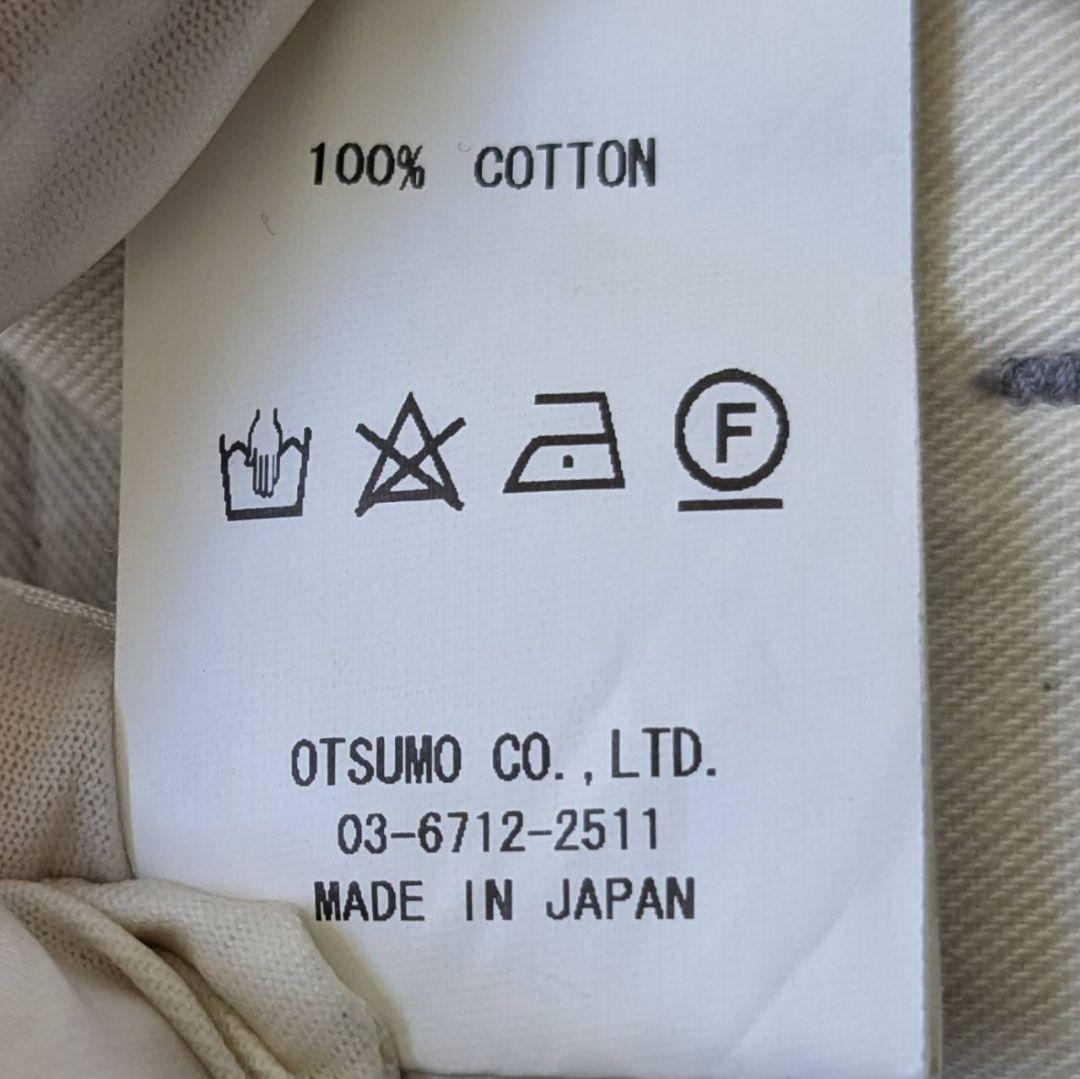 100% COTTON
F
OTSUMO CO.,LTD.
03-6712-2511
MADE IN JAPAN